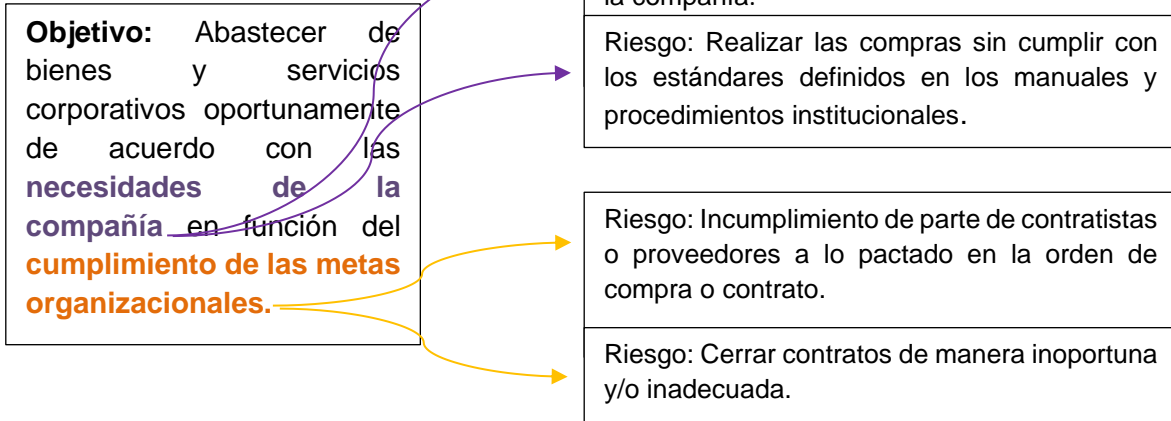 la compañía.
Objetivo: Abastecer de
bienes y servicios
corporativos oportunamente
de acuerdo con las
necesidades de la
compañía en función del
cumplimiento de las metas
organizacionales.
Riesgo: Realizar las compras sin cumplir con
los estándares definidos en los manuales y
procedimientos institucionales.
Riesgo: Incumplimiento de parte de contratistas
o proveedores a lo pactado en la orden de
compra o contrato.
Riesgo: Cerrar contratos de manera inoportuna
y/o inadecuada.